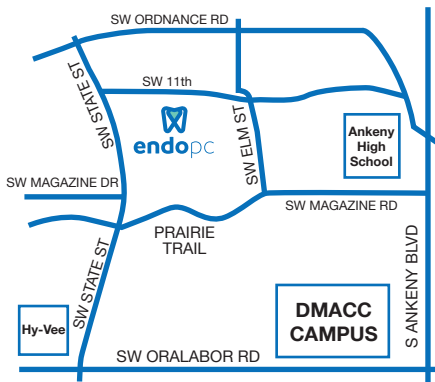 SW ORDNANCE RD
SW STATE ST
SW 11th
endopc
SW ELM ST
Ankeny
High
School
SW MAGAZINE DR
SW MAGAZINE RD
PRAIRIE
TRAIL
SW STATE ST
S ANKENY BLVD
Hy-Vee
DMACC
CAMPUS
SW ORALABOR RD